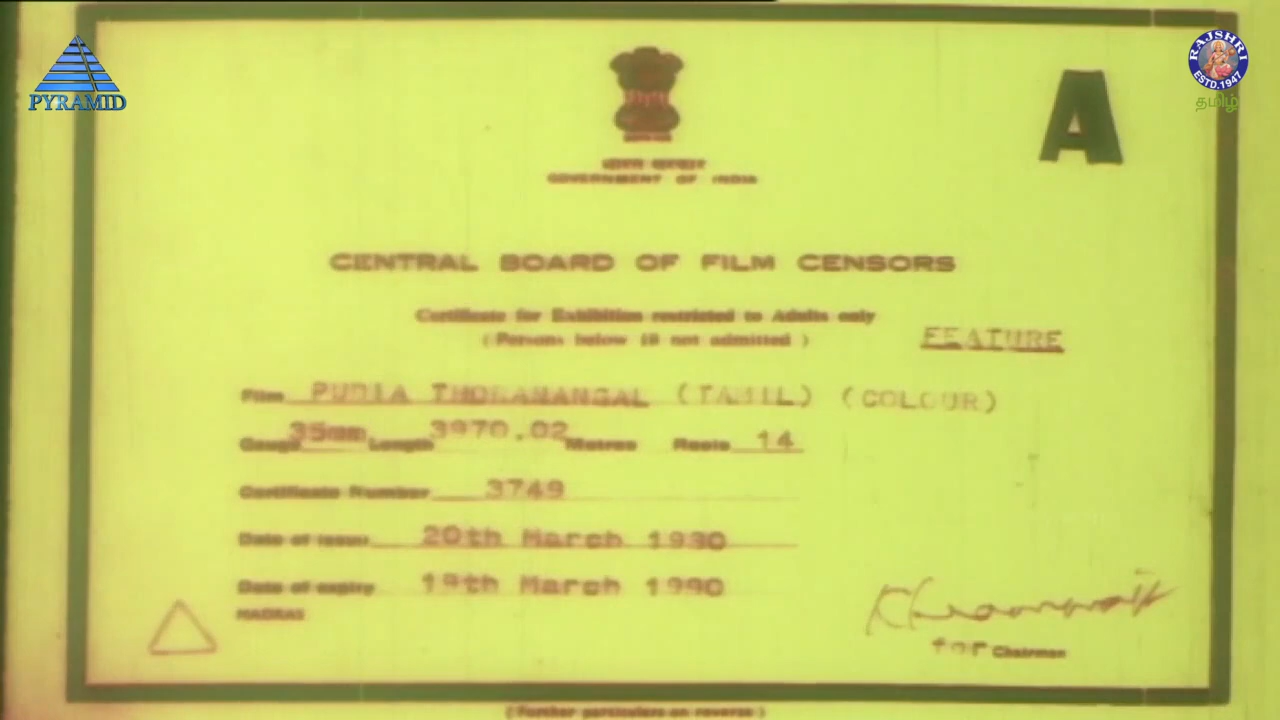 PYRAMID
RAJSHRI
ESTD.1947
தமிழ்
A
भारत सरकार
GOVERNMENT OF INDIA
CENTRAL BOARD OF FILM CENSORS
Certificate for Exhibition restricted to Adults only
(Persons below 18 not admitted)
FEATURE
Film PUDIA THORAMANGAL (TAMIL) (COLOUR)
Gauge 35mm Length 3970.02 Metres Reels 14
Certificate Number 3749
Date of issue 20th March 1980
Date of expiry 19th March 1990
MADRAS
for Chairman
(Further particulars on reverse)